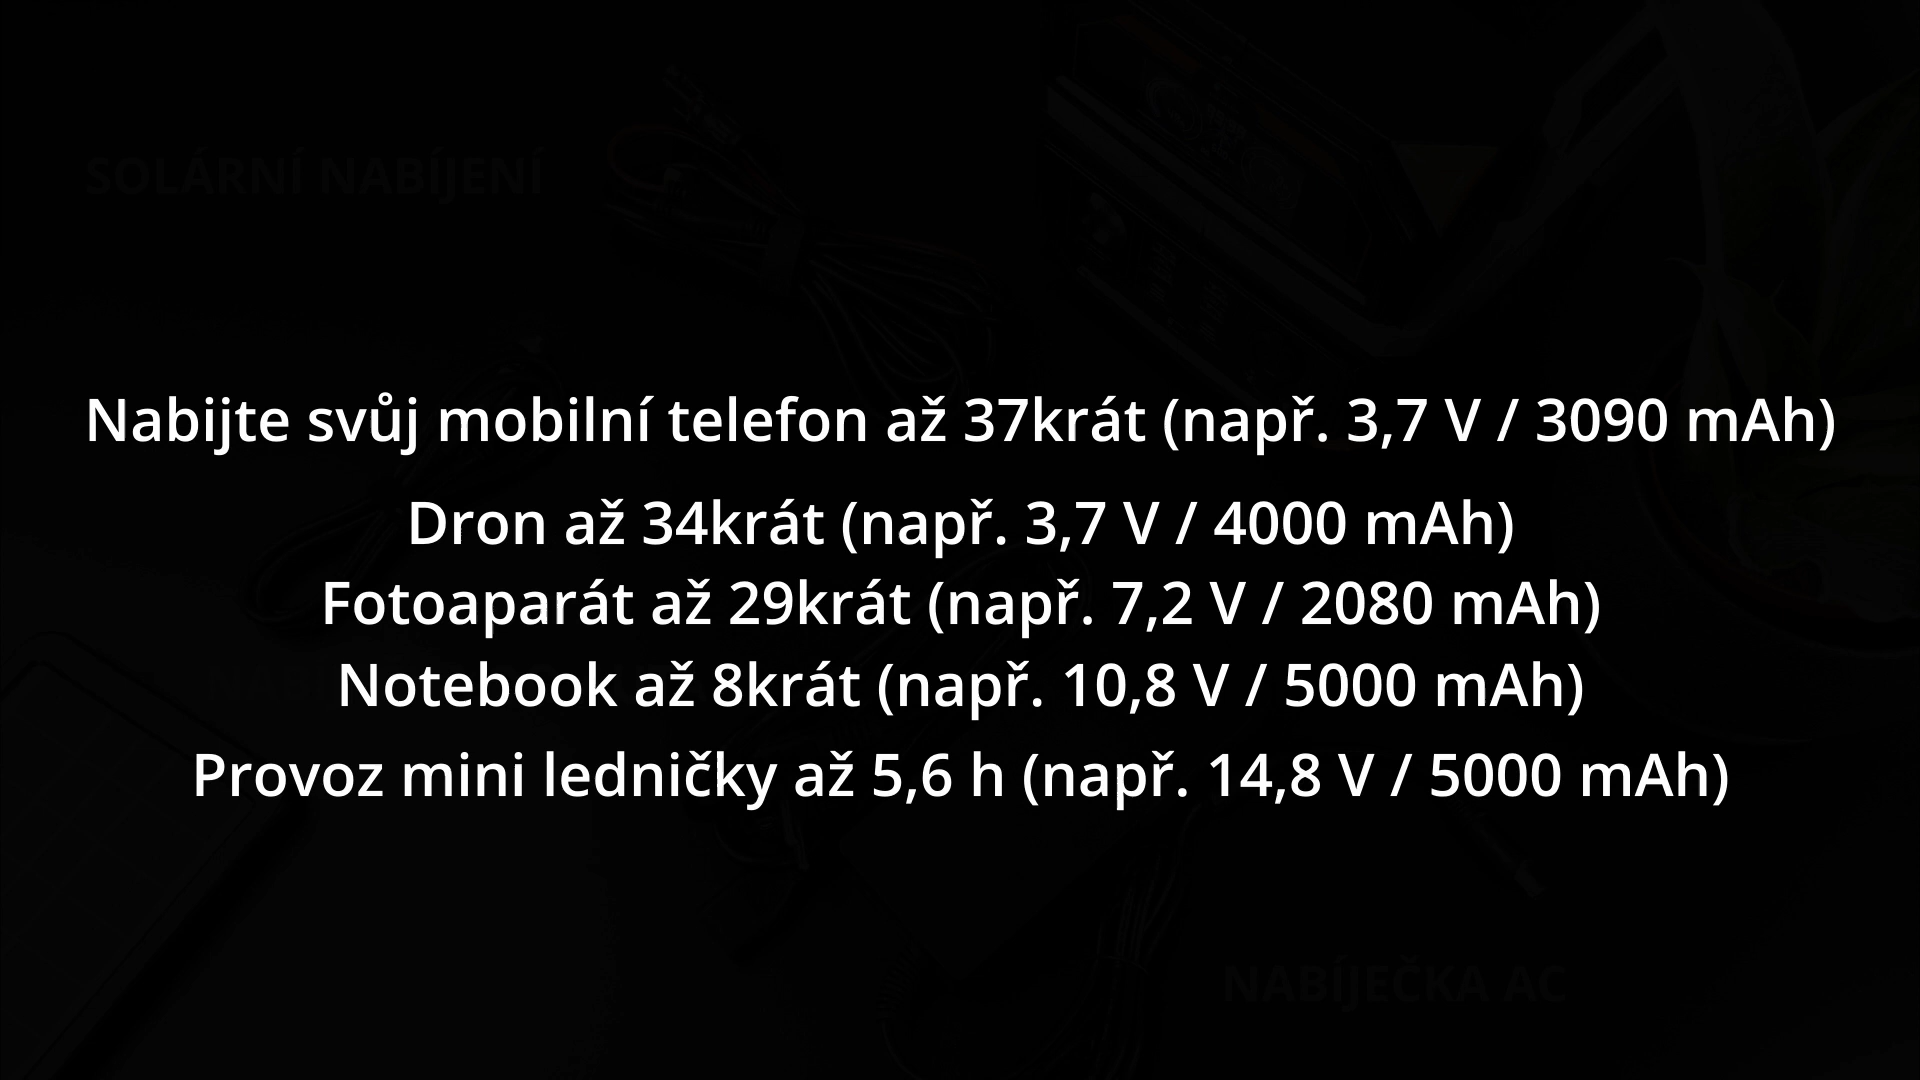 SOLÁRNÍ NABÍJENÍ
Nabijte svůj mobilní telefon až 37krát (např. 3,7 V / 3090 mAh)
Dron až 34krát (např. 3,7 V / 4000 mAh)
Fotoaparát až 29krát (např. 7,2 V / 2080 mAh)
Notebook až 8krát (např. 10,8 V / 5000 mAh)
Provoz mini ledničky až 5,6 h (např. 14,8 V / 5000 mAh)
NABÍJEČKA AC